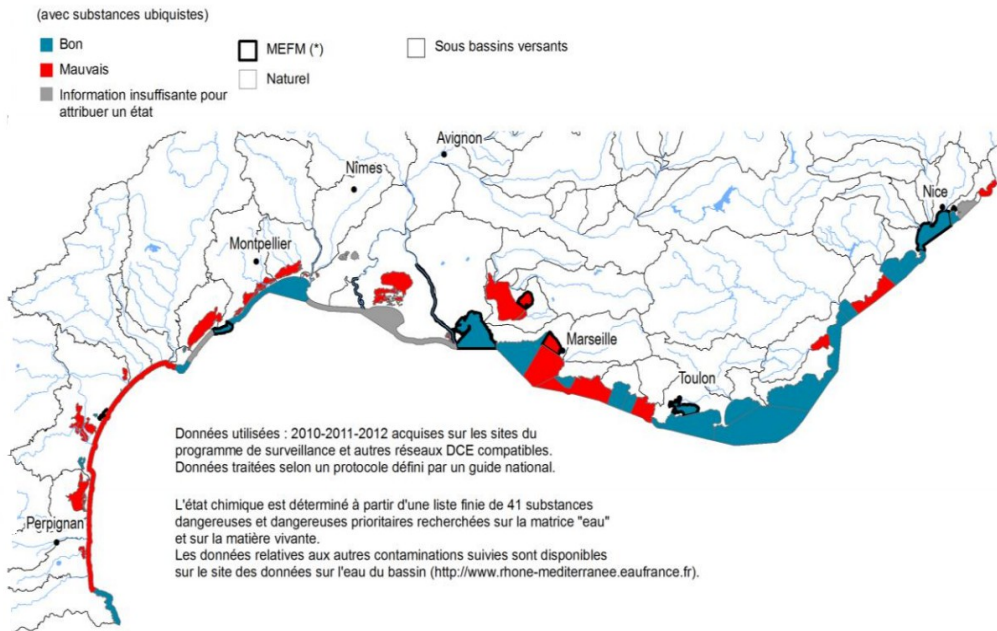 (avec substances ubiquistes)
Bon
Mauvais
Information insuffisante pour
attribuer un état
MEFM (*)
Naturel
Sous bassins versants
Avignon
Nîmes
Nice
Montpellier
Marseille
Toulon
Perpignan
Données utilisées : 2010-2011-2012 acquises sur les sites du
programme de surveillance et autres réseaux DCE compatibles.
Données traitées selon un protocole défini par un guide national.
L'état chimique est déterminé à partir d'une liste finie de 41 substances
dangereuses et dangereuses prioritaires recherchées sur la matrice "eau"
et sur la matière vivante.
Les données relatives aux autres contaminations suivies sont disponibles
sur le site des données sur l'eau du bassin (http://www.rhone-mediterranee.eaufrance.fr).